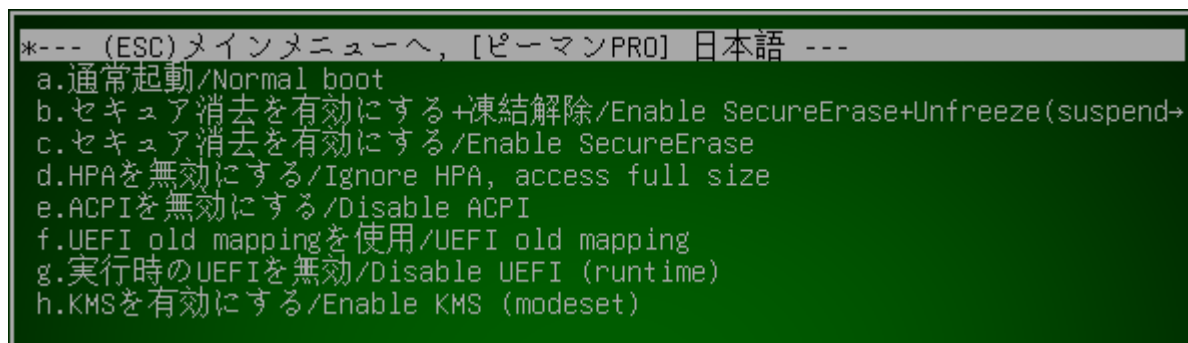 *--- (ESC)メインメニューへ, [ピーマンPRO] 日本語 ---
a.通常起動/Normal boot
b.セキュア消去を有効にする+凍結解除/Enable SecureErase+Unfreeze(suspend→
c.セキュア消去を有効にする/Enable SecureErase
d.HPAを無効にする/Ignore HPA, access full size
e.ACPIを無効にする/Disable ACPI
f.UEFI old mappingを使用/UEFI old mapping
g.実行時のUEFIを無効/Disable UEFI (runtime)
h.KMSを有効にする/Enable KMS (modeset)